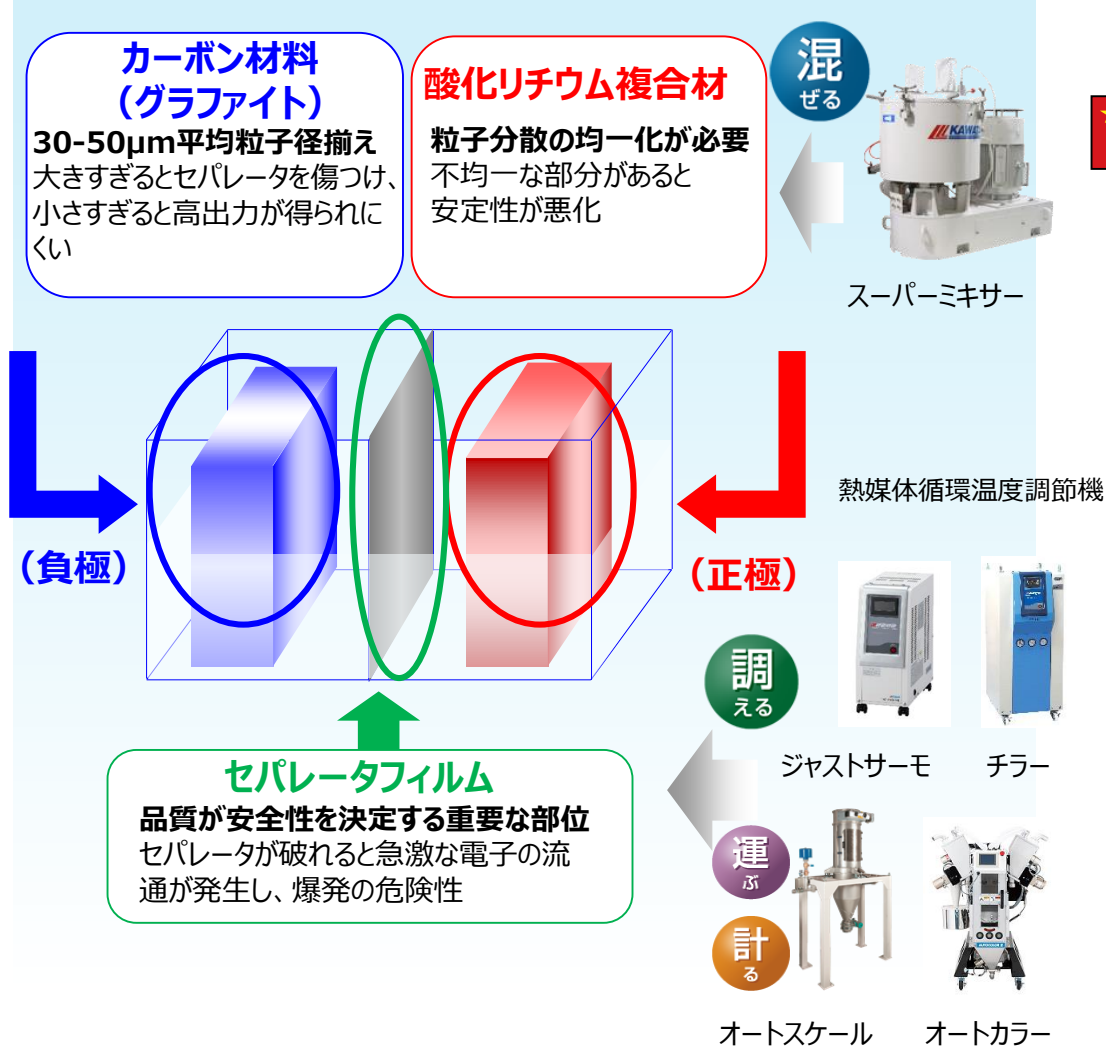 カーボン材料
（グラファイト）
30-50μm平均粒子径揃え
大きすぎるとセパレータを傷つけ、
小さすぎると高出力が得られに
くい
酸化リチウム複合材
粒子分散の均一化が必要
不均一な部分があると
安定性が悪化
混
ぜる
スーパーミキサー
（負極）
（正極）
熱媒体循環温度調節機
調
える
ジャストサーモ
チラー
セパレータフィルム
品質が安全性を決定する重要な部位
セパレータが破れると急激な電子の流
通が発生し、爆発の危険性
運
ぶ
計
る
オートスケール
オートカラー